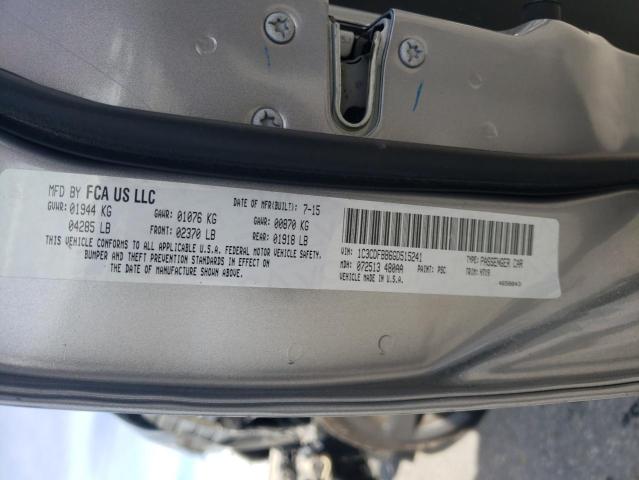 MFD BY FCA US LLC DATE OF MFR(BUILT): 7-15
GVWR: 01944 KG GAWR: 01076 KG GAWR: 00870 KG
04285 LB FRONT: 02370 LB REAR: 01918 LB
THIS VEHICLE CONFORMS TO ALL APPLICABLE U.S.A. FEDERAL MOTOR VEHICLE SAFETY,
BUMPER AND THEFT PREVENTION STANDARDS IN EFFECT ON
THE DATE OF MANUFACTURE SHOWN ABOVE.
VIN: 1C3CDFBB8GD515241 TYPE: PASSENGER CAR
MDH: 072513 480AA PAINT: PSC TRIM:
VEHICLE MADE IN U.S.A.